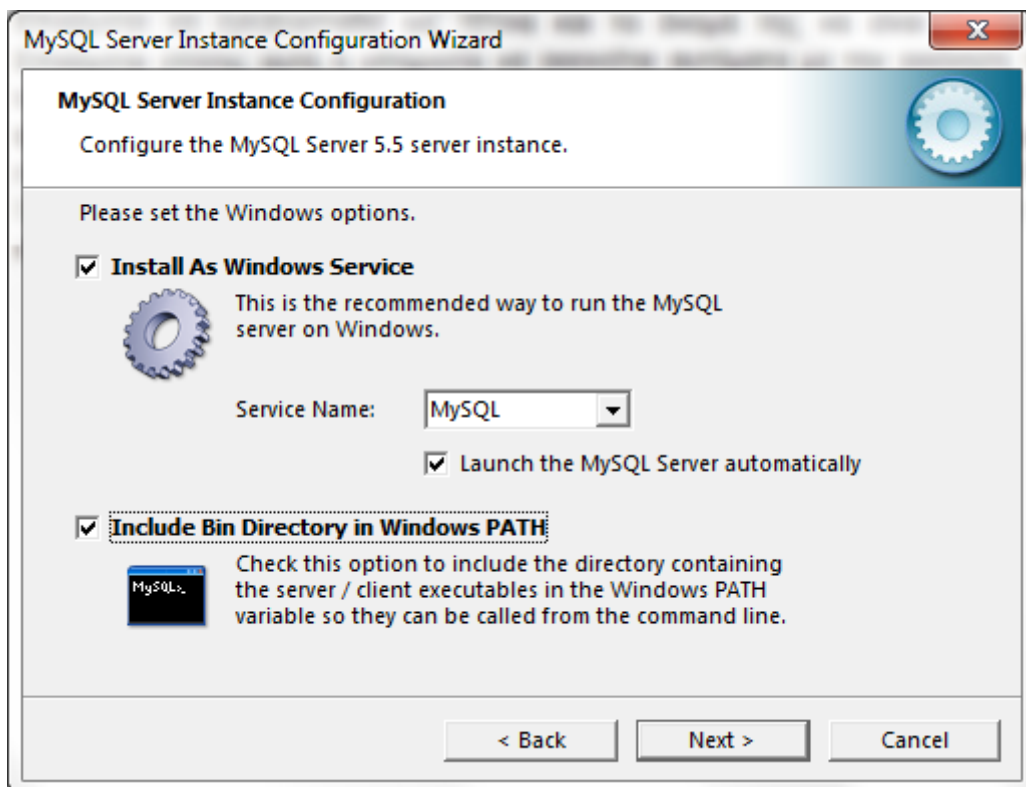 MySQL Server Instance Configuration Wizard
MySQL Server Instance Configuration
Configure the MySQL Server 5.5 server instance.
Please set the Windows options.
Install As Windows Service
This is the recommended way to run the MySQL
server on Windows.
Service Name: MySQL
Launch the MySQL Server automatically
Include Bin Directory in Windows PATH
Check this option to include the directory containing
the server / client executables in the Windows PATH
variable so they can be called from the command line.
MySQL>_
< Back Next > Cancel